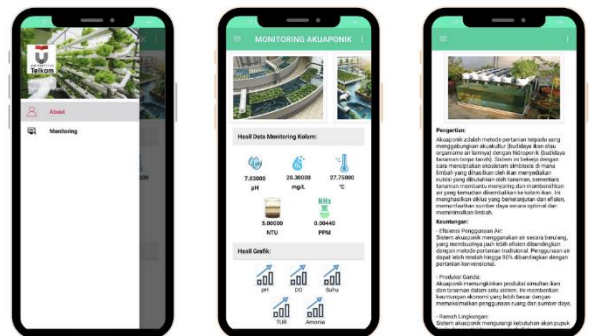 Telkom
About
Monitoring
MONITORING AKUAPONIK
Hasil Data Monitoring Kolam:
7.03000
28.30000
27.75000
pH
mg/L
°C
NH₃
5.00000
0.00440
NTU
PPM
Hasil Grafik:
pH
DO
Suhu
TUR
Amonia
Pengertian:
Akuaponik adalah metode pertanian terpadu yang
menggabungkan akuakultur (budidaya ikan atau
organisme air lainnya) dengan hidroponik (budidaya
tanaman tanpa tanah). Sistem ini bekerja dengan
cara menciptakan ekosistem simbiosis di mana
limbah yang dihasilkan oleh ikan menyediakan
nutrisi yang dibutuhkan oleh tanaman, sementara
tanaman membantu menyaring dan membersihkan
air yang kemudian dikembalikan ke kolam ikan. Ini
menghasilkan siklus yang berkelanjutan dan efisien,
memanfaatkan sumber daya secara optimal dan
meminimalkan limbah.
Keuntungan:
- Efisiensi Penggunaan Air:
Sistem akuaponik menggunakan air secara berulang,
yang membuatnya jauh lebih efisien dibandingkan
dengan metode pertanian tradisional. Penggunaan air
dapat lebih rendah hingga 90% dibandingkan dengan
pertanian konvensional.
- Produksi Ganda:
Akuaponik memungkinkan produksi simultan ikan
dan tanaman dalam satu sistem. Ini memberikan
keuntungan ekonomi yang lebih besar dengan
memaksimalkan penggunaan ruang dan sumber daya.
- Ramah Lingkungan:
Sistem akuaponik mengurangi kebutuhan akan pupuk